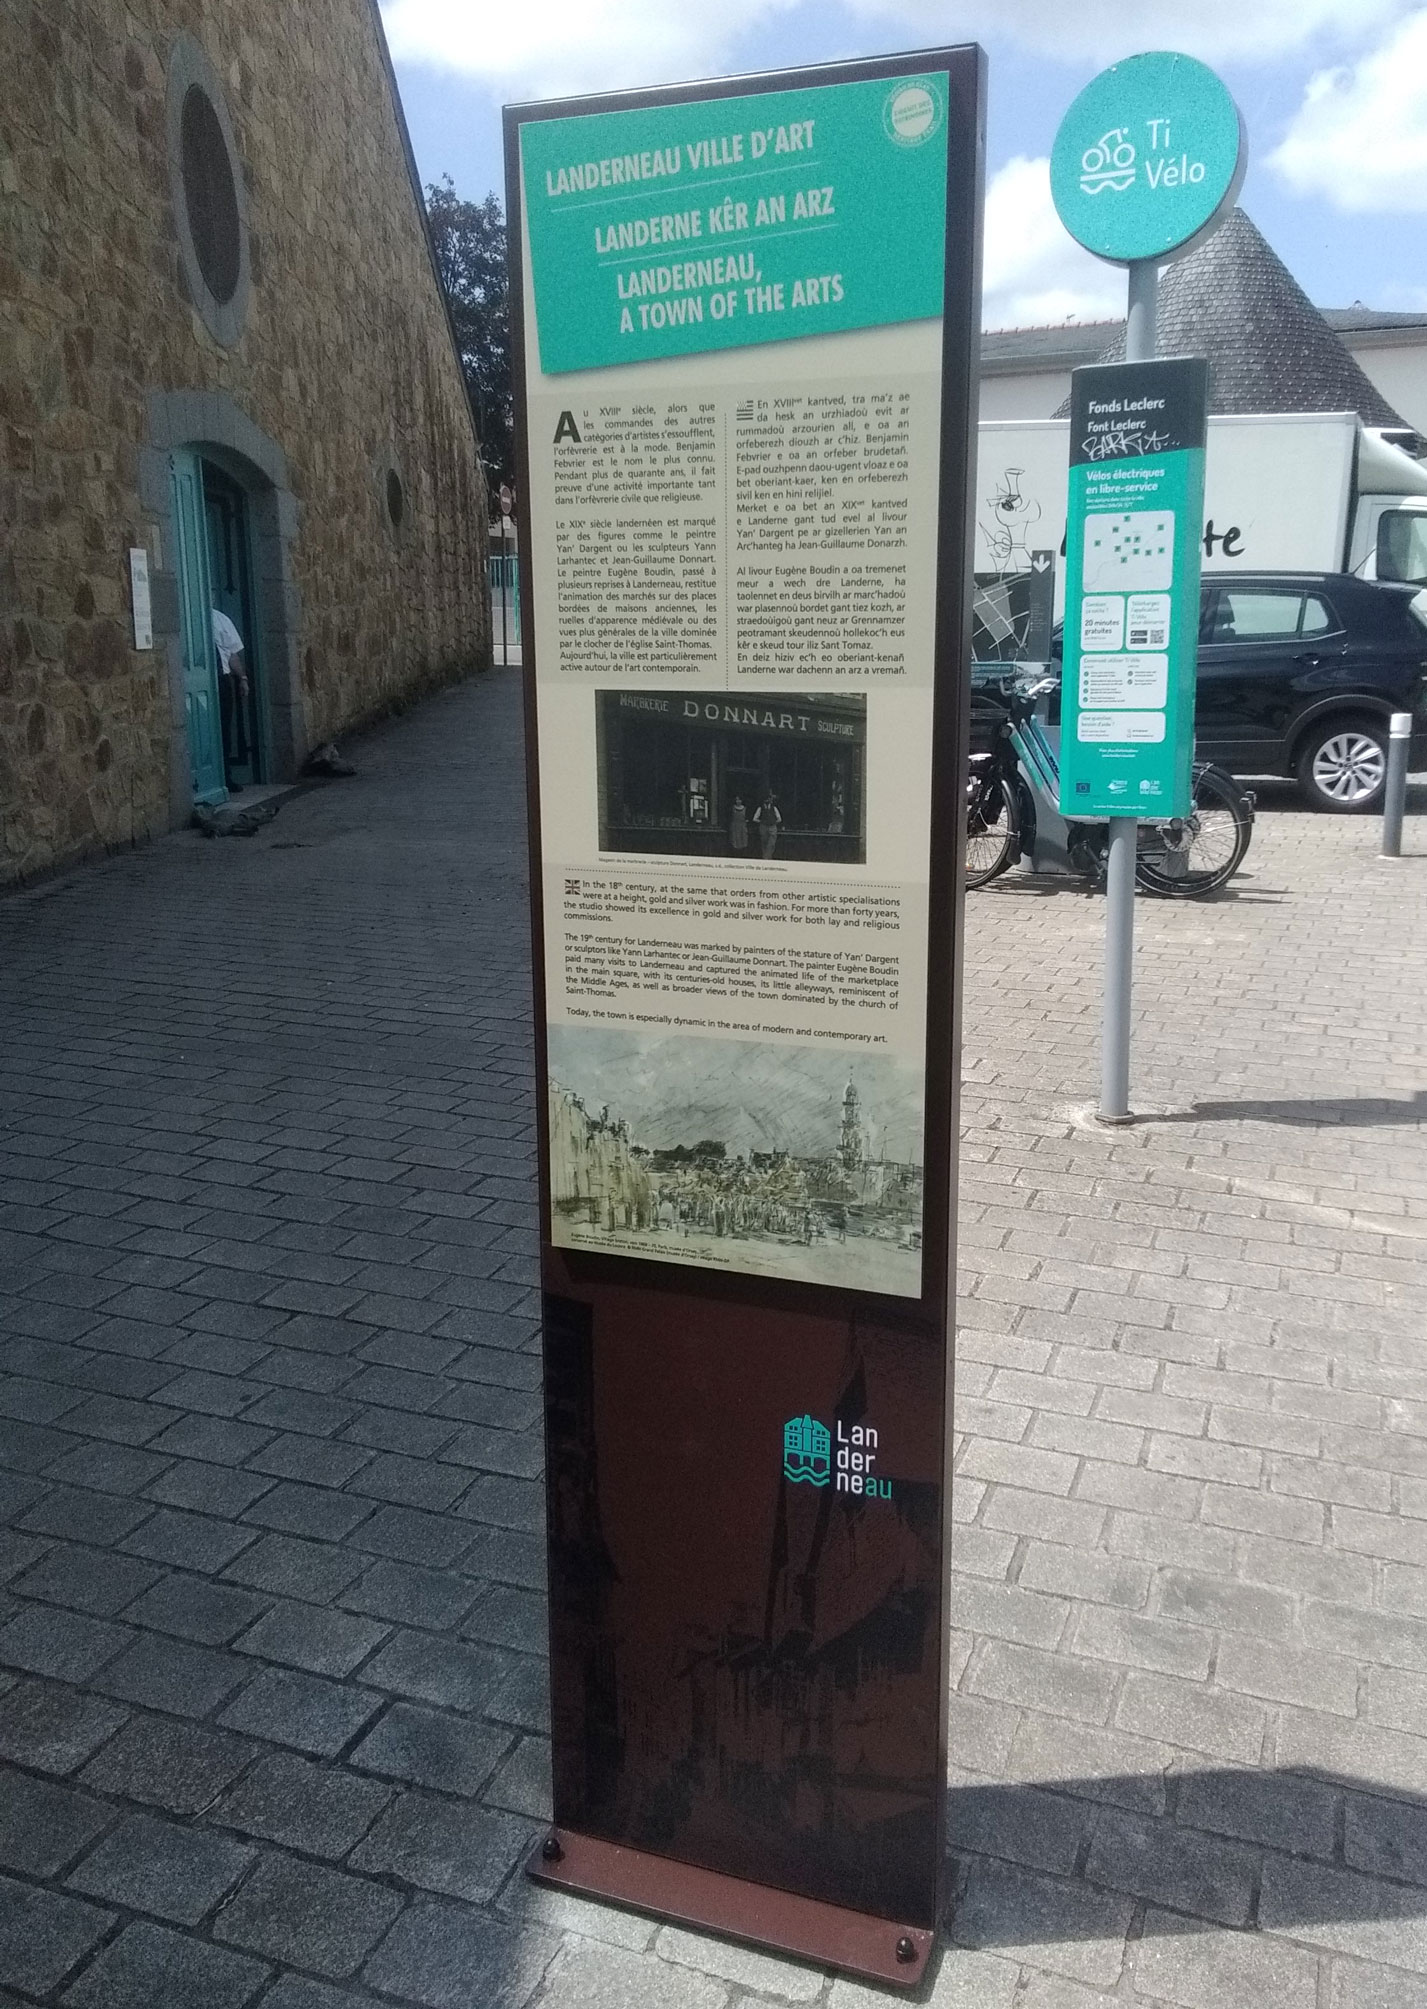 LANDERNEAU VILLE D'ART
LANDERNE KÊR AN ARZ
LANDERNEAU,
A TOWN OF THE ARTS
Au XVIIIᵉ siècle, alors que
les commandes des autres
catégories d'artistes s'essoufflent,
l'orfèvrerie est à la mode. Benjamin
Febvrier est le nom le plus connu.
Pendant plus de quarante ans, il fait
preuve d'une activité importante tant
dans l'orfèvrerie civile que religieuse.
Le XIXᵉ siècle landernéen est marqué
par des figures comme le peintre
Yan' Dargent ou les sculpteurs Yann
Larhantec et Jean-Guillaume Donnart.
Le peintre Eugène Boudin, passé à
plusieurs reprises à Landerneau, restitue
l'animation des marchés sur des places
bordées de maisons anciennes, les
ruelles d'apparence médiévale ou des
vues plus générales de la ville dominée
par le clocher de l'église Saint-Thomas.
Aujourd'hui, la ville est particulièrement
active autour de l'art contemporain.
En XVIIIᵛᵉᵗ kantved, tra ma'z ae
da hesk an urzhiadoù evit ar
rummadoù arzourien all, e oa an
orfeberezh diouzh ar c'hiz. Benjamin
Febvrier e oa an orfeber brudetañ.
E-pad ouzhpenn daou-ugent vloaz e oa
bet oberiant-kaer, ken en orfeberezh
sivil ken en hini relijiel.
Merket e oa bet an XIXᵛᵉᵗ kantved
e Landerne gant tud evel al livour
Yan' Dargent pe ar gizellerien Yan an
Arc'hanteg ha Jean-Guillaume Donarzh.
Al livour Eugène Boudin a oa tremenet
meur a wech dre Landerne, ha
taolennet en deus birvilh ar marc'hadoù
war plasennoù bordet gant tiez kozh, ar
straedoùigoù gant neuz ar Grennamzer
peotramant skeudennoù hollekoc'h eus
kêr e skeud tour iliz Sant Tomaz.
En deiz hiziv ec'h eo oberiant-kenañ
Landerne war dachenn an arz a vremañ.
MARBRERIE DONNART SCULPTURE
Magasin de la marbrerie - sculpture Donnart, Landerneau, s.d., collection Ville de Landerneau.
In the 18ᵗʰ century, at the same that orders from other artistic specialisations
were at a height, gold and silver work was in fashion. For more than forty years,
the studio showed its excellence in gold and silver work for both lay and religious
commissions.
The 19ᵗʰ century for Landerneau was marked by painters of the stature of Yan' Dargent
or sculptors like Yann Larhantec or Jean-Guillaume Donnart. The painter Eugène Boudin
paid many visits to Landerneau and captured the animated life of the marketplace
in the main square, with its centuries-old houses, its little alleyways, reminiscent of
the Middle Ages, as well as broader views of the town dominated by the church of
Saint-Thomas.
Today, the town is especially dynamic in the area of modern and contemporary art.
Lan
der
neau
Ti
Vélo
Fonds Leclerc
Font Leclerc
Vélos électriques
en libre-service
20 minutes
gratuites
te